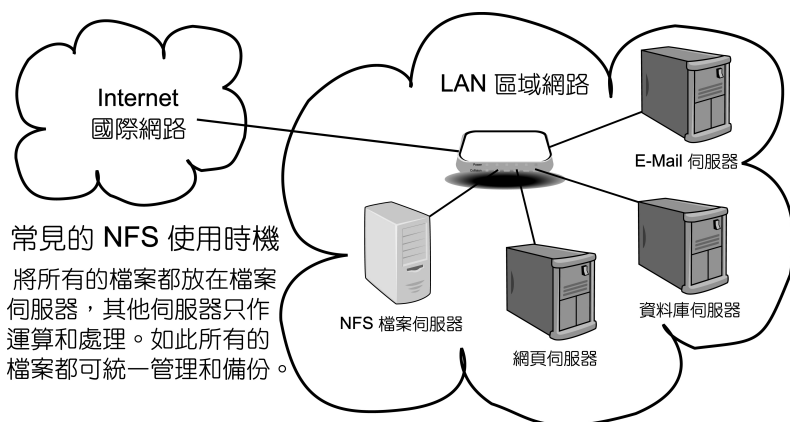 Internet
國際網路
LAN 區域網路
E-Mail 伺服器
常見的 NFS 使用時機
將所有的檔案都放在檔案
伺服器，其他伺服器只作
運算和處理。如此所有的
檔案都可統一管理和備份。
NFS 檔案伺服器
網頁伺服器
資料庫伺服器